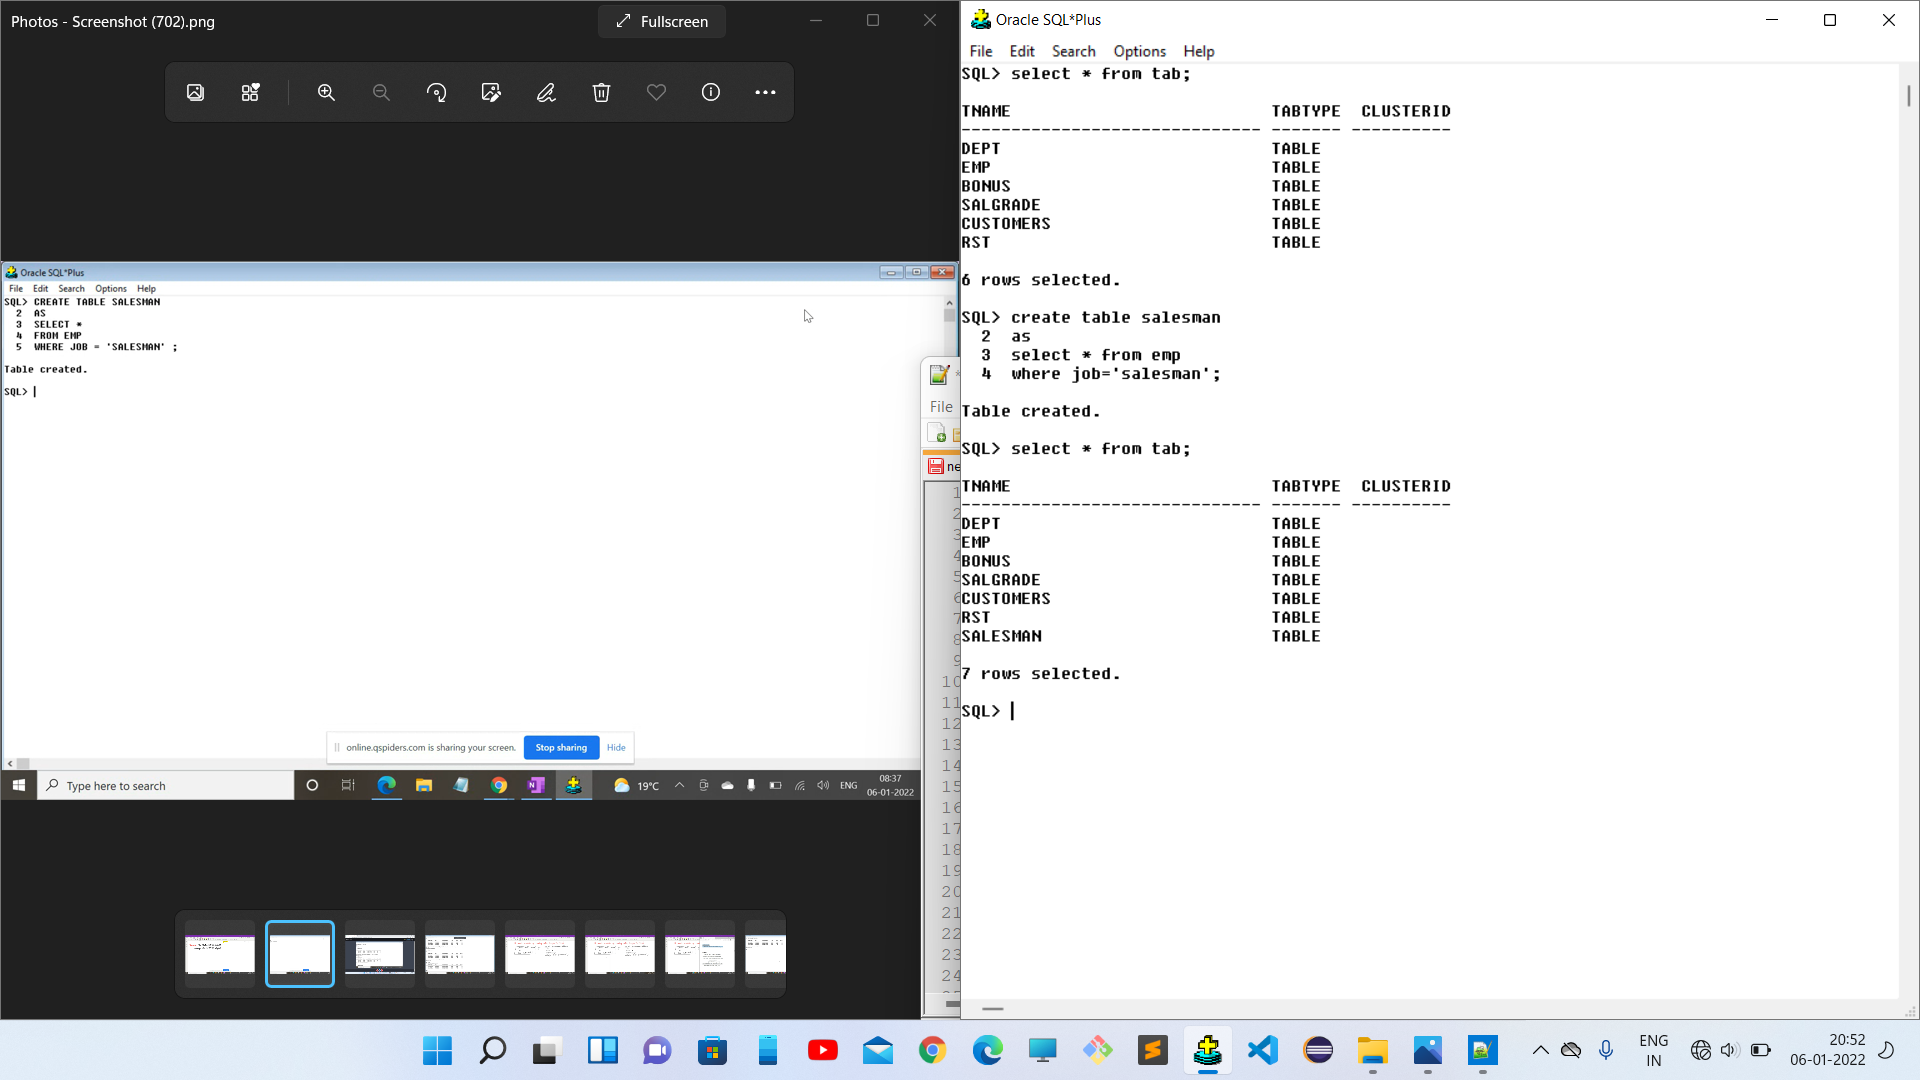 Photos - Screenshot (702).png
Fullscreen
Oracle SQL*Plus
File Edit Search Options Help
SQL> CREATE TABLE SALESMAN
2 AS
3 SELECT *
4 FROM EMP
5 WHERE JOB = 'SALESMAN' ;
Table created.
SQL>
online.qspiders.com is sharing your screen. Stop sharing Hide
Type here to search
19°C
ENG
08:37
06-01-2022
File
ne
1
2
3
4
5
6
7
8
9
10
11
12
13
14
15
16
17
18
19
20
21
22
23
24
Oracle SQL*Plus
File Edit Search Options Help
SQL> select * from tab;
TNAME TABTYPE CLUSTERID
------------------------------ ------- ----------
DEPT TABLE
EMP TABLE
BONUS TABLE
SALGRADE TABLE
CUSTOMERS TABLE
RST TABLE
6 rows selected.
SQL> create table salesman
2 as
3 select * from emp
4 where job='salesman';
Table created.
SQL> select * from tab;
TNAME TABTYPE CLUSTERID
------------------------------ ------- ----------
DEPT TABLE
EMP TABLE
BONUS TABLE
SALGRADE TABLE
CUSTOMERS TABLE
RST TABLE
SALESMAN TABLE
7 rows selected.
SQL>
ENG
IN
20:52
06-01-2022